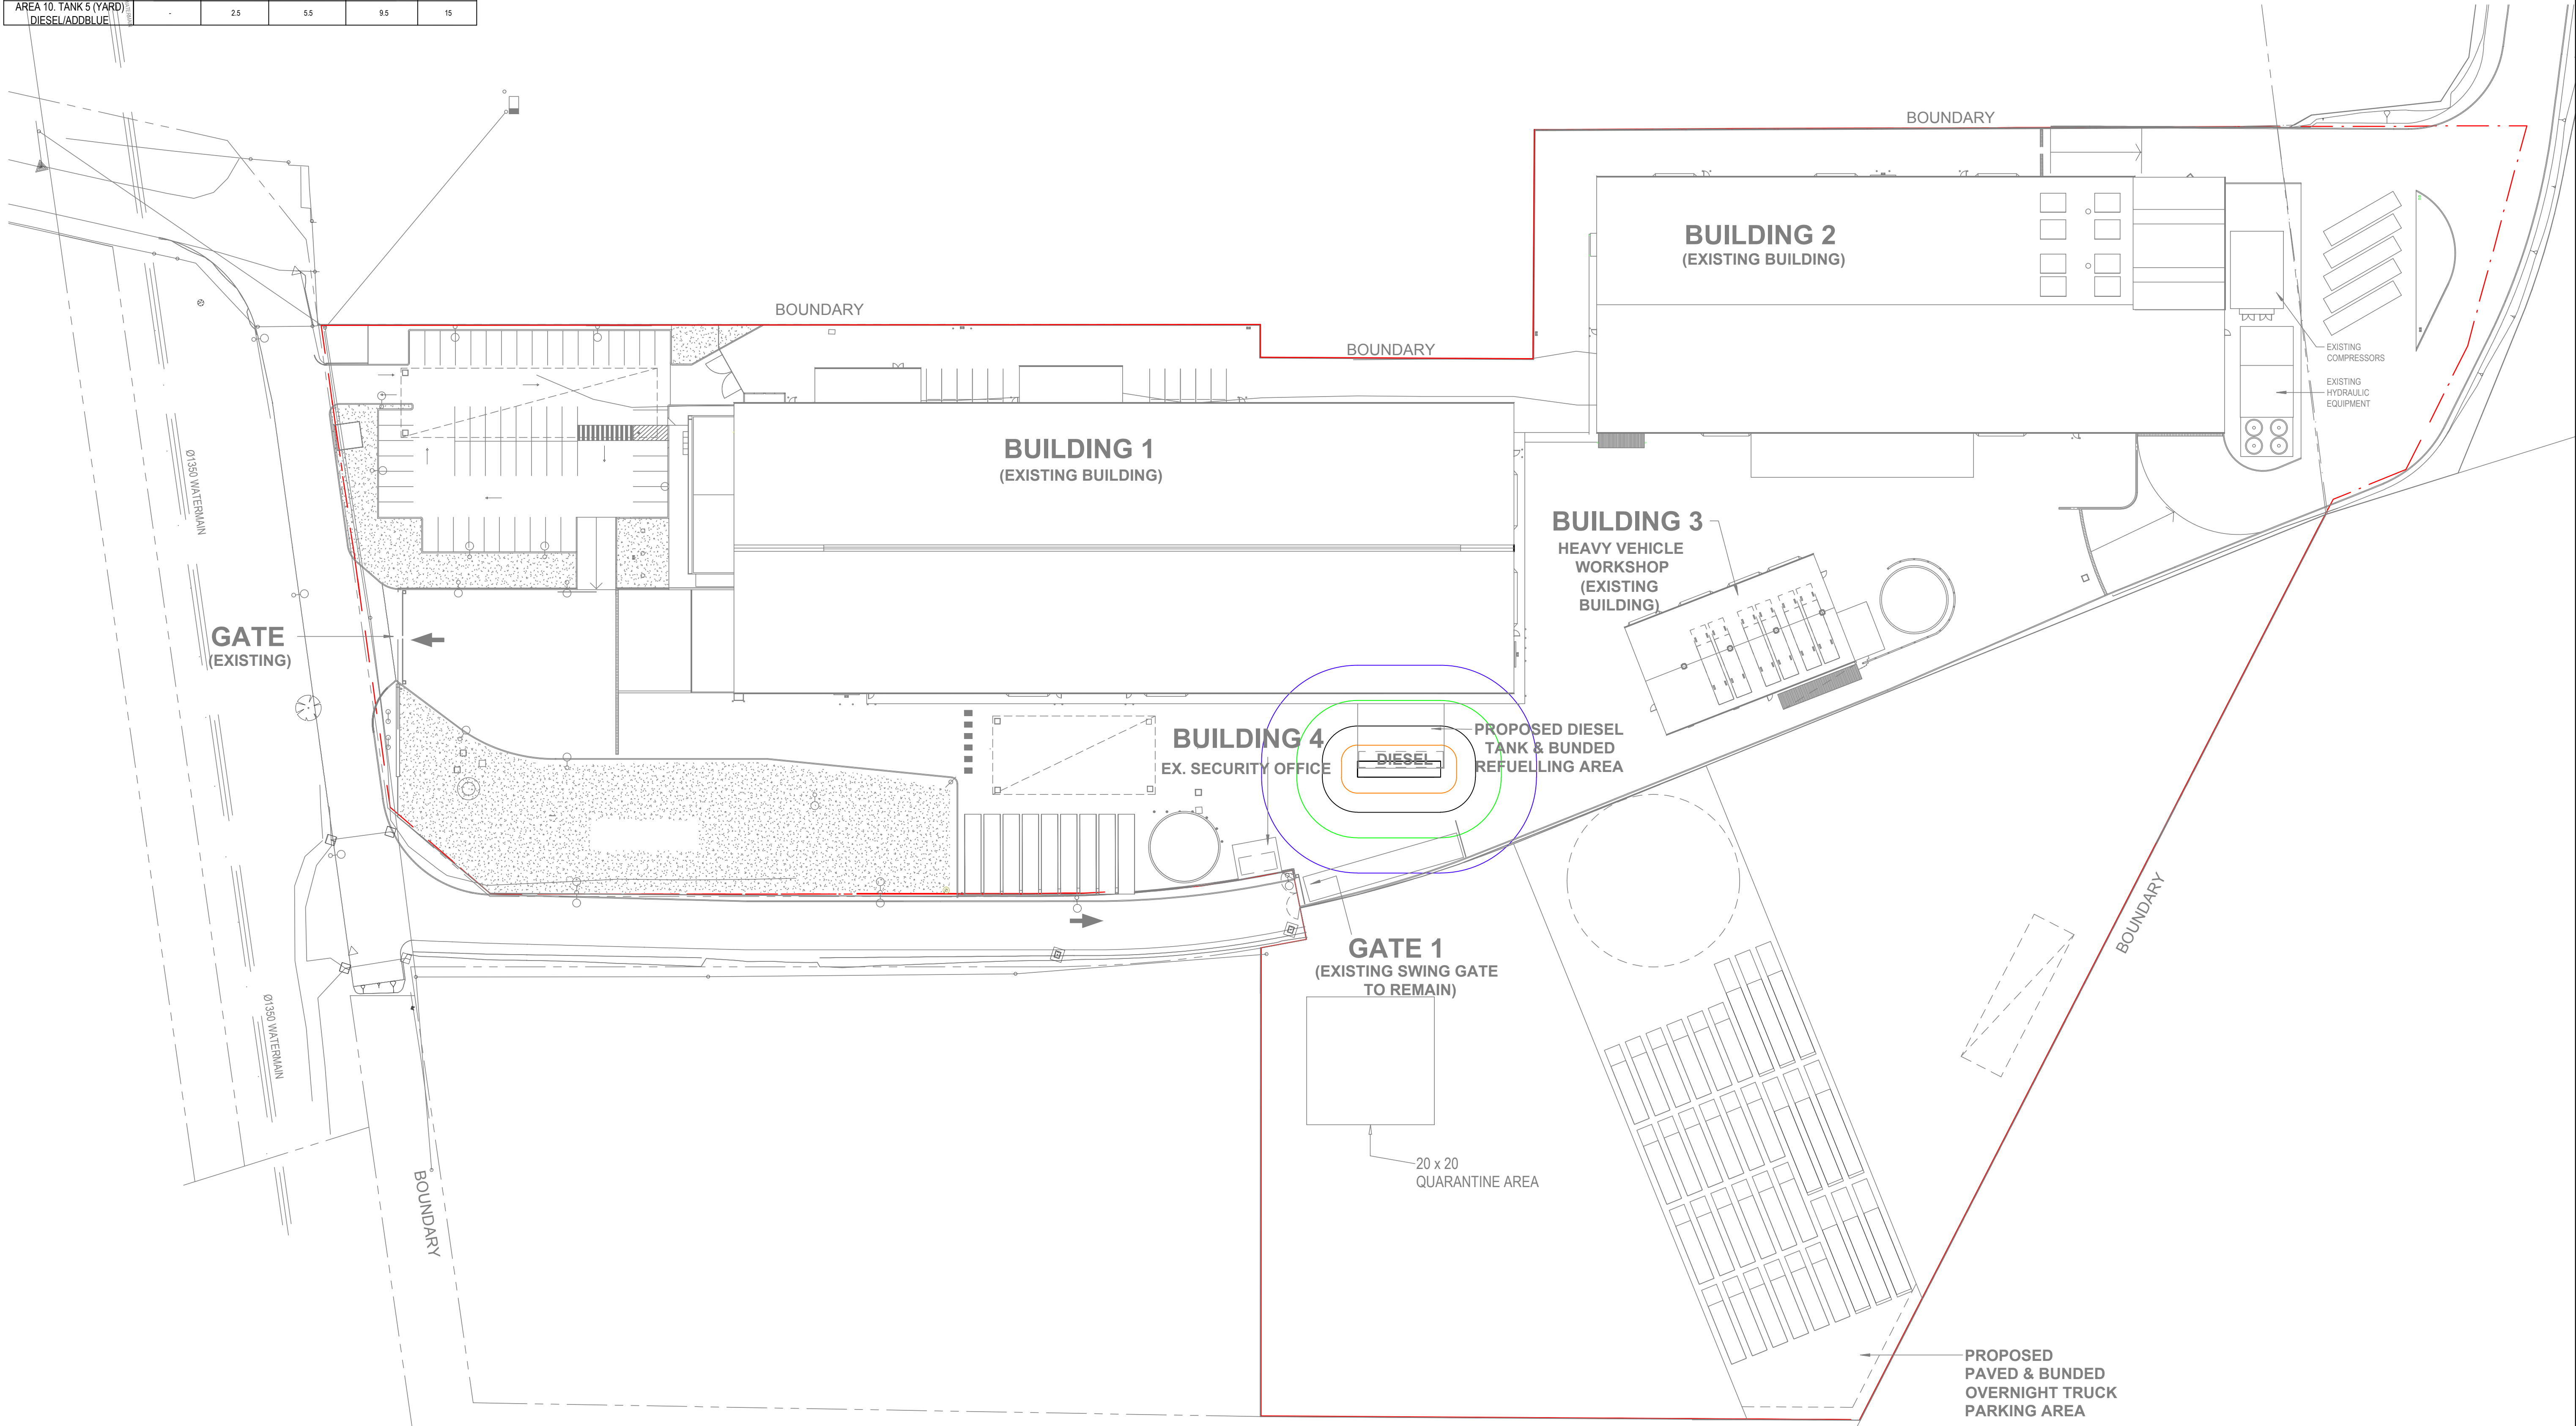 AREA 10. TANK 5 (YARD)
DIESEL/ADDBLUE
-
2.5
5.5
9.5
15
BOUNDARY
BOUNDARY
BOUNDARY
BUILDING 2
(EXISTING BUILDING)
EXISTING
COMPRESSORS
EXISTING
HYDRAULIC
EQUIPMENT
BUILDING 1
(EXISTING BUILDING)
Ø1350 WATERMAIN
BUILDING 3
HEAVY VEHICLE
WORKSHOP
(EXISTING
BUILDING)
GATE
(EXISTING)
BUILDING 4
EX. SECURITY OFFICE
DIESEL
PROPOSED DIESEL
TANK & BUNDED
REFUELLING AREA
GATE 1
(EXISTING SWING GATE
TO REMAIN)
BOUNDARY
Ø1350 WATERMAIN
20 x 20
QUARANTINE AREA
BOUNDARY
PROPOSED
PAVED & BUNDED
OVERNIGHT TRUCK
PARKING AREA